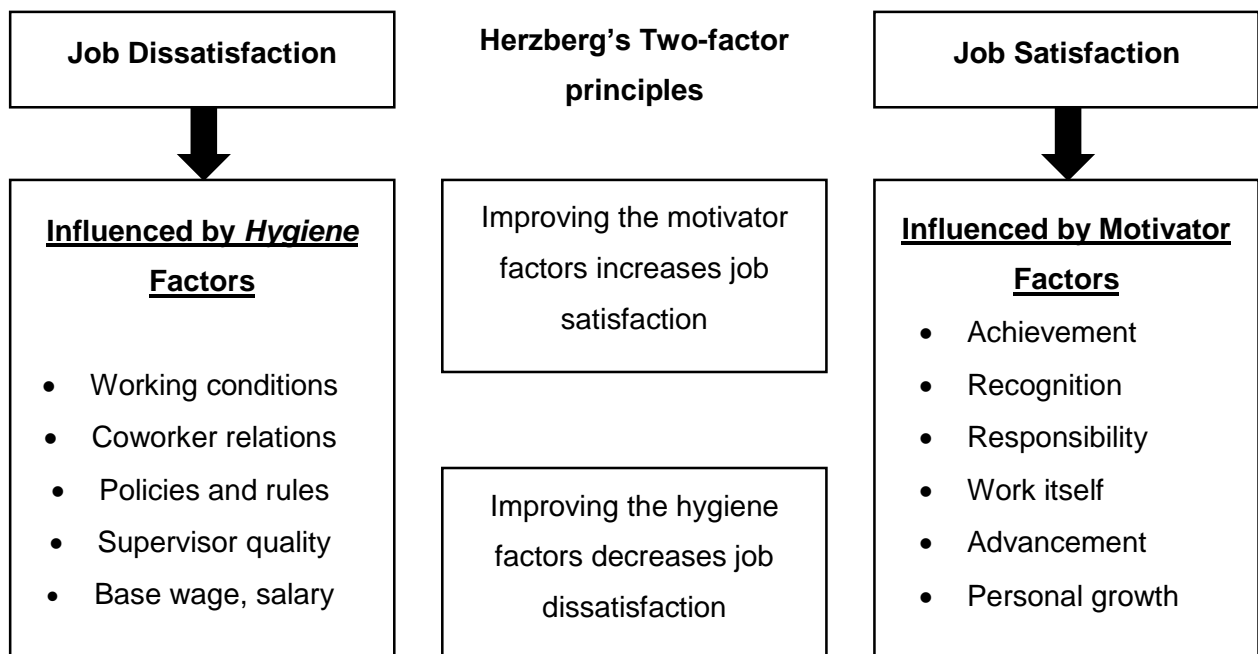 Job Dissatisfaction
Influenced by Hygiene
Factors
• Working conditions
• Coworker relations
• Policies and rules
• Supervisor quality
• Base wage, salary
Herzberg’s Two-factor
principles
Improving the motivator
factors increases job
satisfaction
Improving the hygiene
factors decreases job
dissatisfaction
Job Satisfaction
Influenced by Motivator
Factors
• Achievement
• Recognition
• Responsibility
• Work itself
• Advancement
• Personal growth